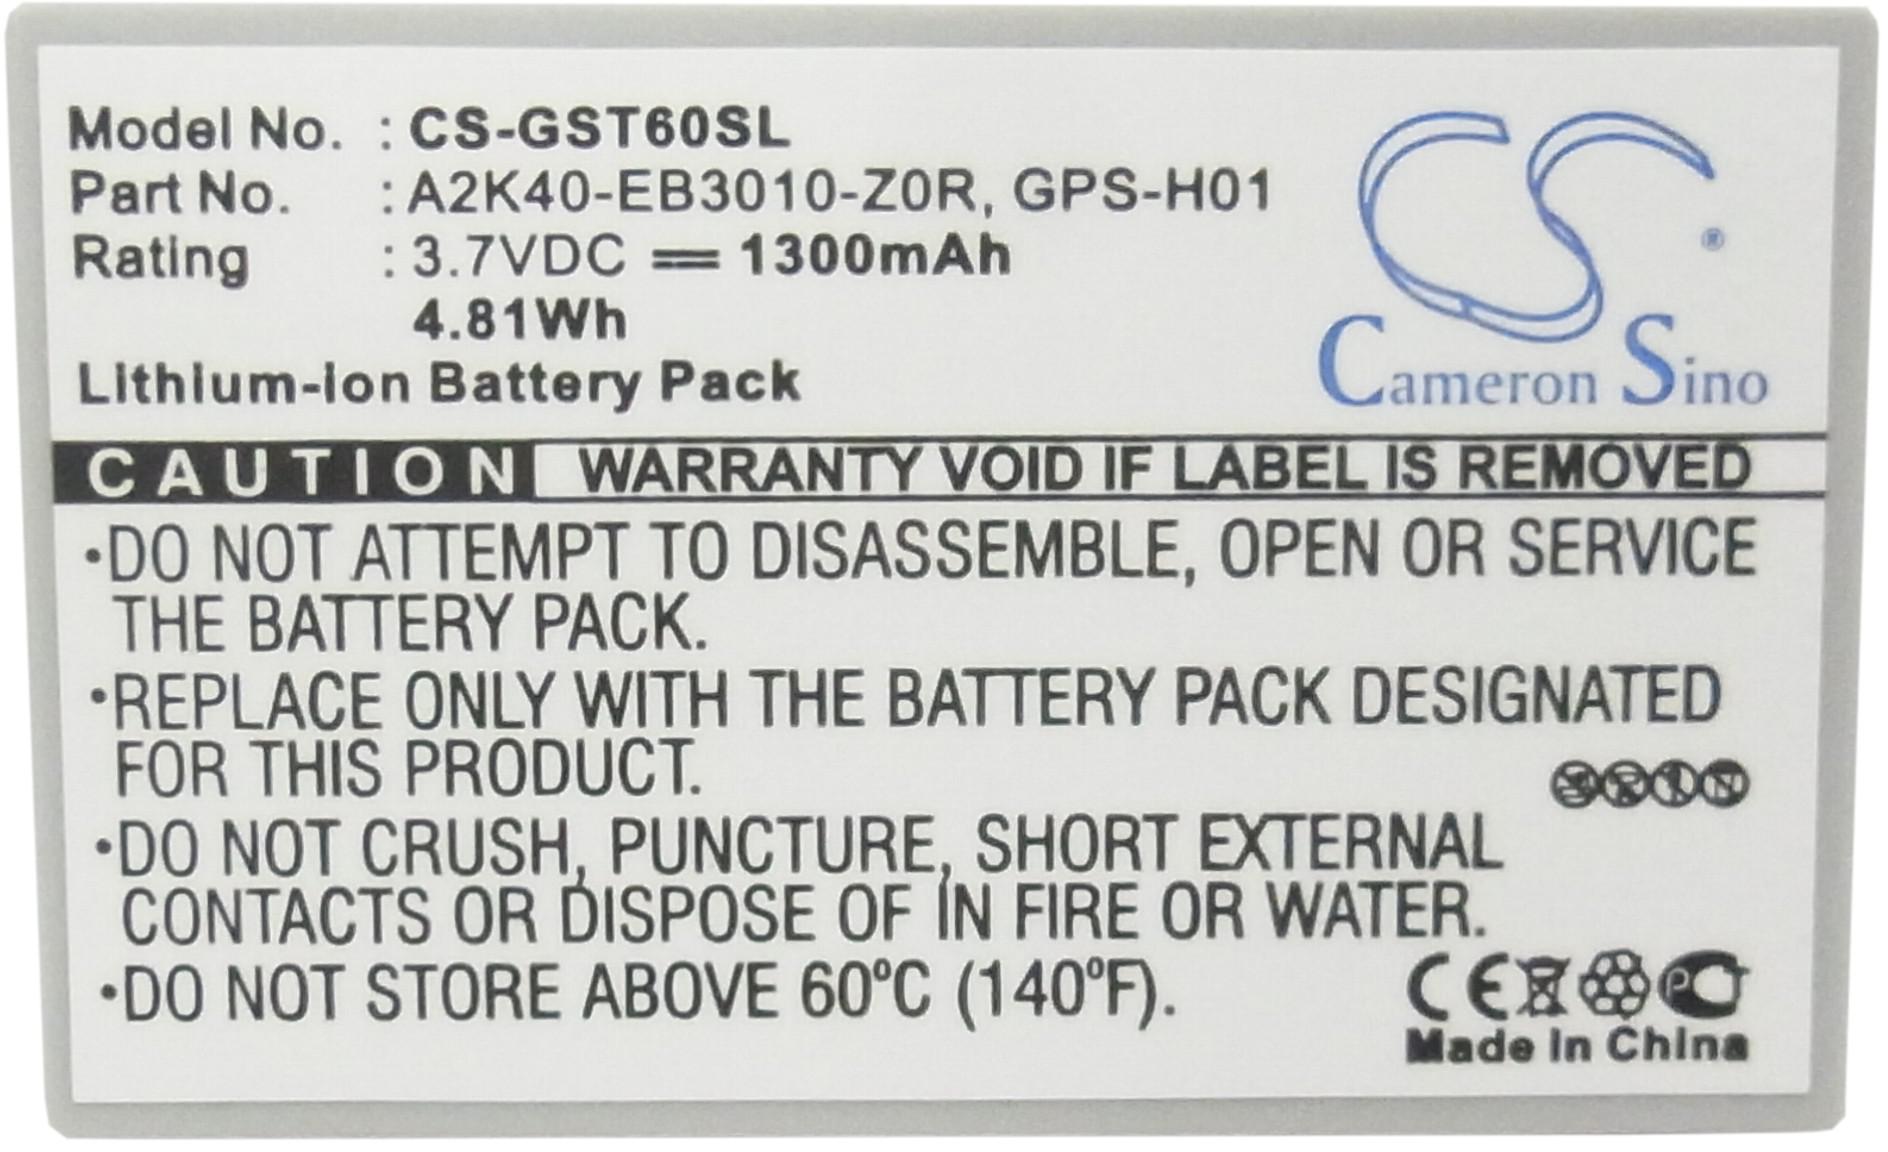 Model No. : CS-GST60SL
Part No. : A2K40-EB3010-Z0R, GPS-H01
Rating : 3.7VDC ⎓ 1300mAh
4.81Wh
Lithium-Ion Battery Pack
CS ®
Cameron Sino
CAUTION WARRANTY VOID IF LABEL IS REMOVED
•DO NOT ATTEMPT TO DISASSEMBLE, OPEN OR SERVICE
THE BATTERY PACK.
•REPLACE ONLY WITH THE BATTERY PACK DESIGNATED
FOR THIS PRODUCT.
•DO NOT CRUSH, PUNCTURE, SHORT EXTERNAL
CONTACTS OR DISPOSE OF IN FIRE OR WATER.
•DO NOT STORE ABOVE 60ºC (140ºF).
CE
Made in China